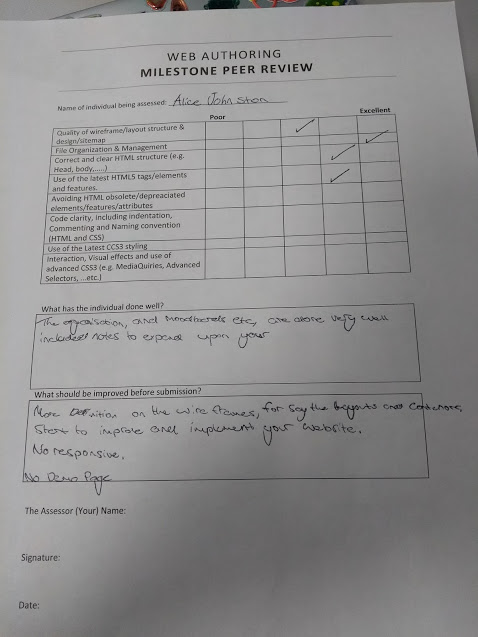 WEB AUTHORING
MILESTONE PEER REVIEW
Name of individual being assessed: Alice Johnston
Poor Excellent
Quality of wireframe/layout structure &
design/sitemap
File Organization & Management
Correct and clear HTML structure (e.g.
Head, body,.....)
Use of the latest HTML5 tags/elements
and features.
Avoiding HTML obsolete/depreaciated
elements/features/attributes
Code clarity, including indentation,
Commenting and Naming convention
(HTML and CSS)
Use of the Latest CCS3 styling
Interaction, Visual effects and use of
advanced CSS3 (e.g. MediaQuiries, Advanced
Selectors, ...etc.)
What has the individual done well?
The organisation, and moodboards etc, are done very well
included notes to expand upon your
What should be improved before submission?
More Definition on the wire frames, for say the layouts and containers,
Start to improve and implement your website.
No responsive.
No Demo Page
The Assessor (Your) Name:
Signature:
Date: